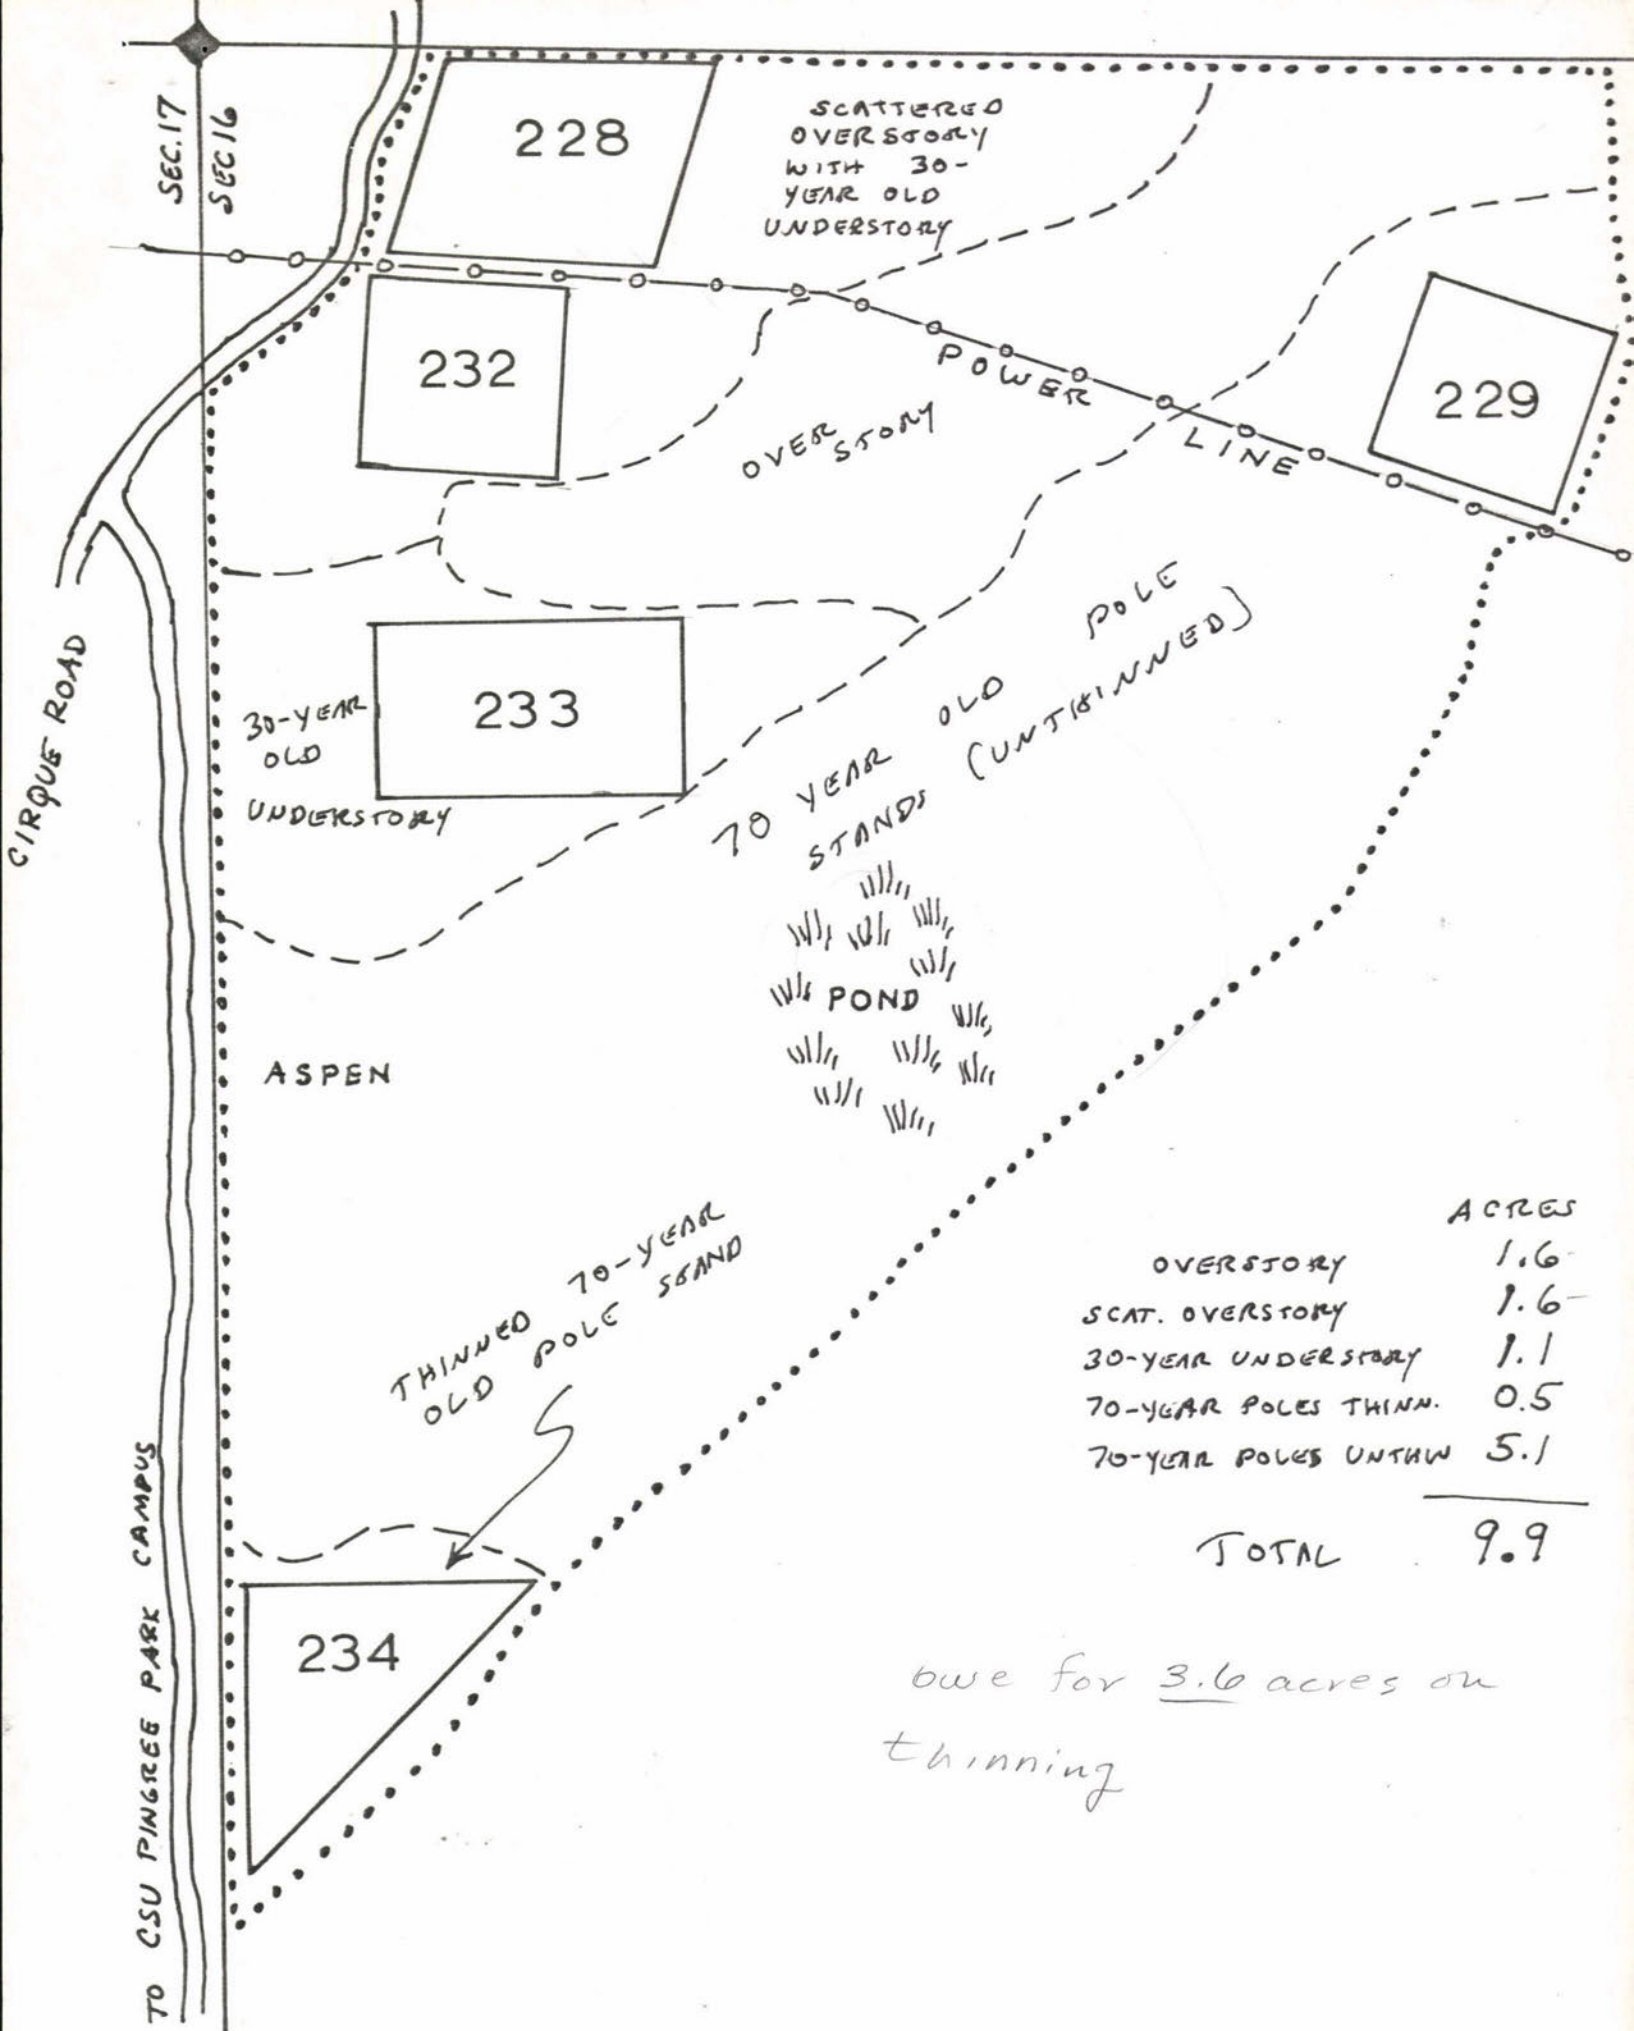 SEC.17
SEC 16
228
SCATTERED
OVERSTORY
WITH 30-
YEAR OLD
UNDERSTORY
232
229
POWER LINE
OVER
STORY
70 YEAR OLD POLE
STANDS (UNTHINNED)
30-YEAR
OLD
UNDERSTORY
233
CIRQUE ROAD
POND
ASPEN
THINNED 70-YEAR
OLD POLE STAND
ACRES
OVERSTORY 1.6
SCAT. OVERSTORY 1.6
30-YEAR UNDERSTORY 1.1
70-YEAR POLES THINN. 0.5
70-YEAR POLES UNTHIN 5.1
TOTAL 9.9
234
owe for 3.6 acres on
thinning
TO CSU PINGREE PARK CAMPUS